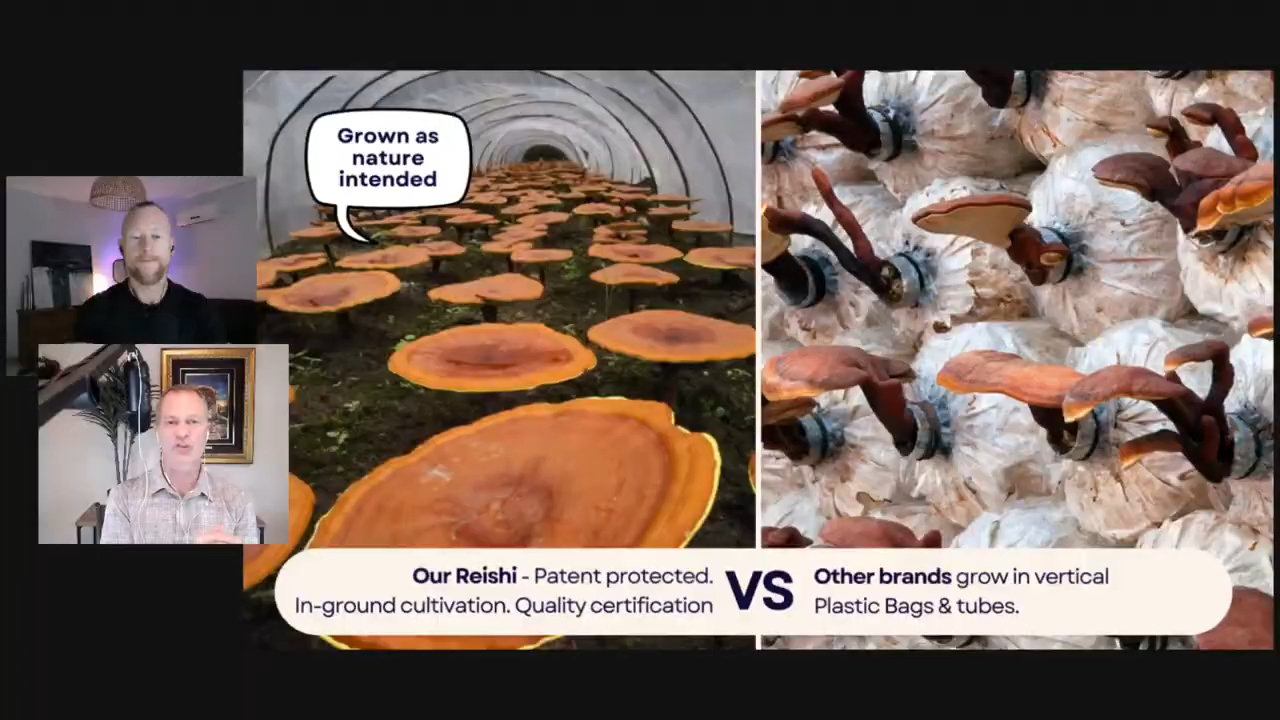 Grown as
nature
intended
Our Reishi - Patent protected.
In-ground cultivation. Quality certification
VS
Other brands grow in vertical
Plastic Bags & tubes.